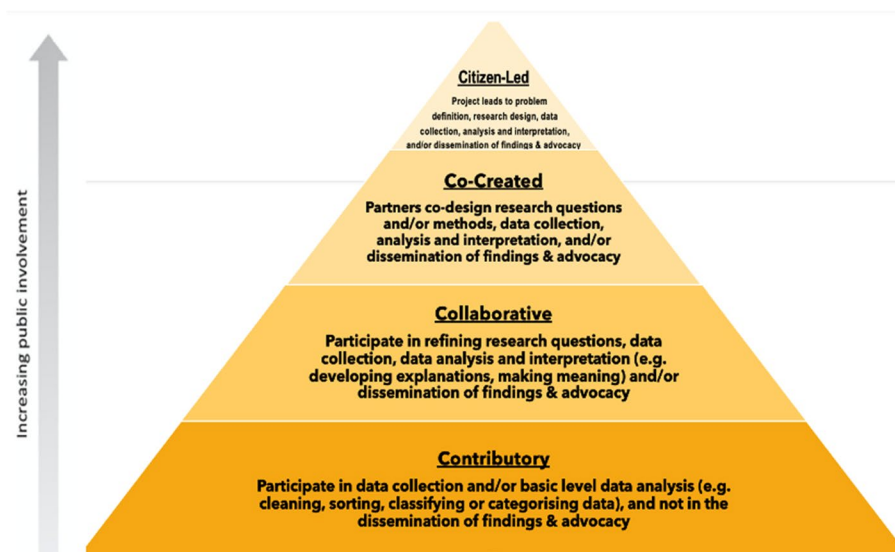 Increasing public involvement
Citizen-Led
Project leads to problem
definition, research design, data
collection, analysis and interpretation,
and/or dissemination of findings & advocacy
Co-Created
Partners co-design research questions
and/or methods, data collection,
analysis and interpretation, and/or
dissemination of findings & advocacy
Collaborative
Participate in refining research questions, data
collection, data analysis and interpretation (e.g.
developing explanations, making meaning) and/or
dissemination of findings & advocacy
Contributory
Participate in data collection and/or basic level data analysis (e.g.
cleaning, sorting, classifying or categorising data), and not in the
dissemination of findings & advocacy